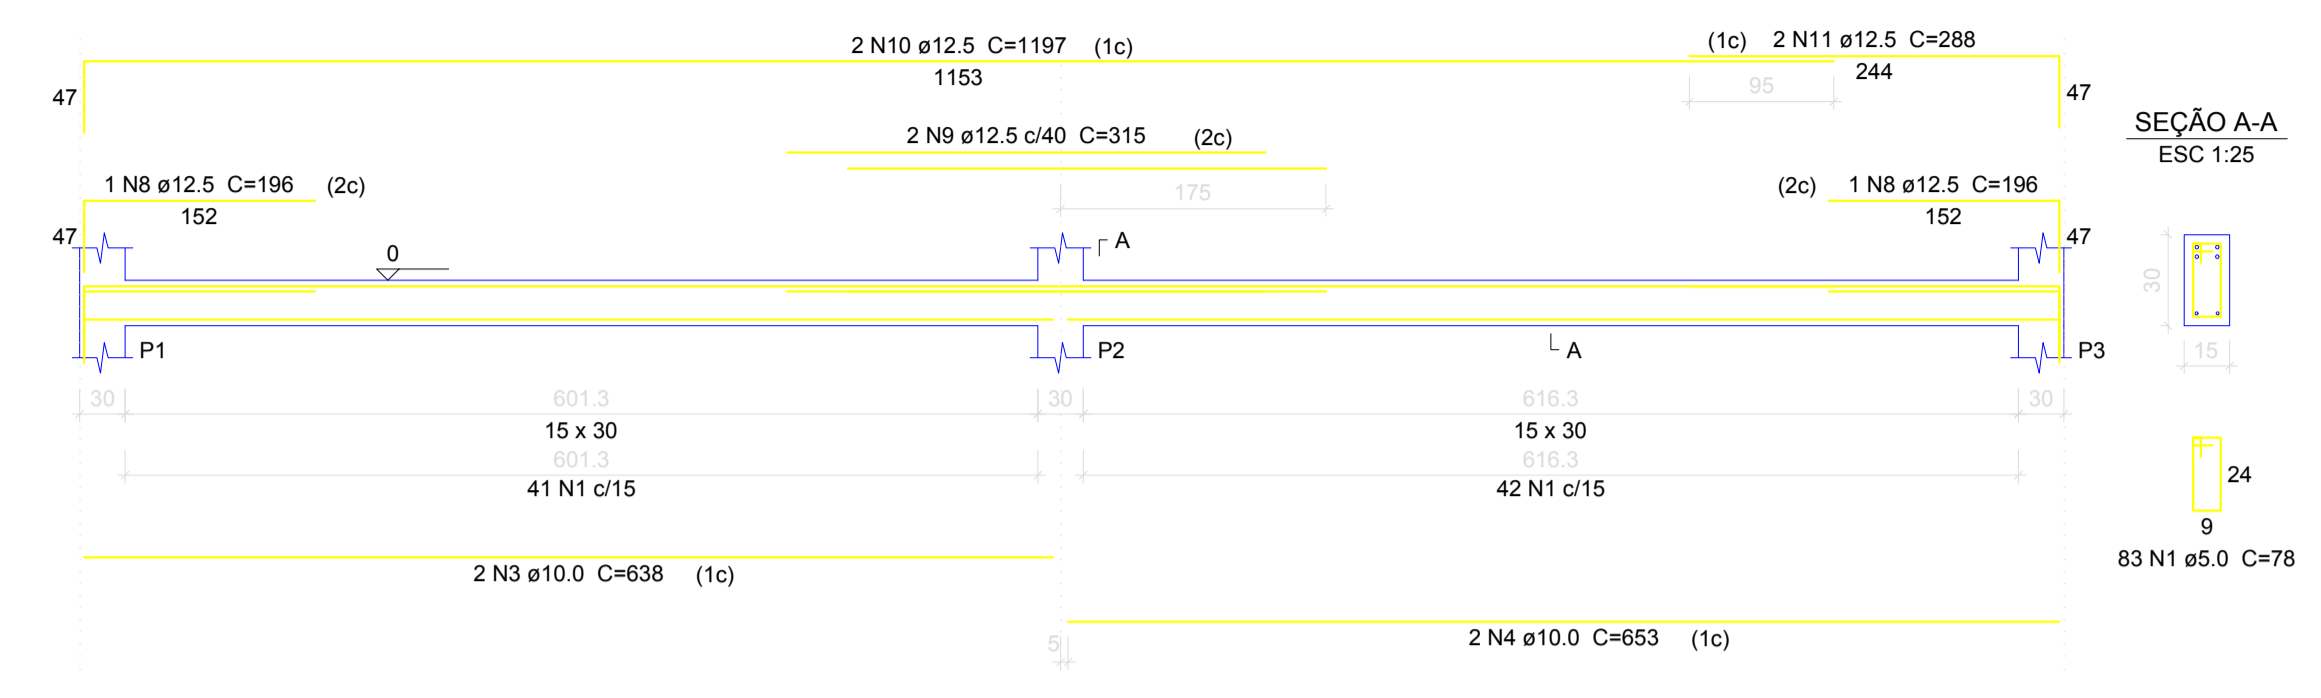 2 N10 ø12.5 C=1197 (1c)
1153
(1c) 2 N11 ø12.5 C=288
244
95
47
47
SEÇÃO A-A
ESC 1:25
2 N9 ø12.5 c/40 C=315 (2c)
175
1 N8 ø12.5 C=196 (2c)
152
(2c) 1 N8 ø12.5 C=196
152
47
47
0
A
A
P1
P2
P3
30
15
30
601.3
30
616.3
30
15 x 30
15 x 30
601.3
616.3
41 N1 c/15
42 N1 c/15
24
9
83 N1 ø5.0 C=78
2 N3 ø10.0 C=638 (1c)
5
2 N4 ø10.0 C=653 (1c)